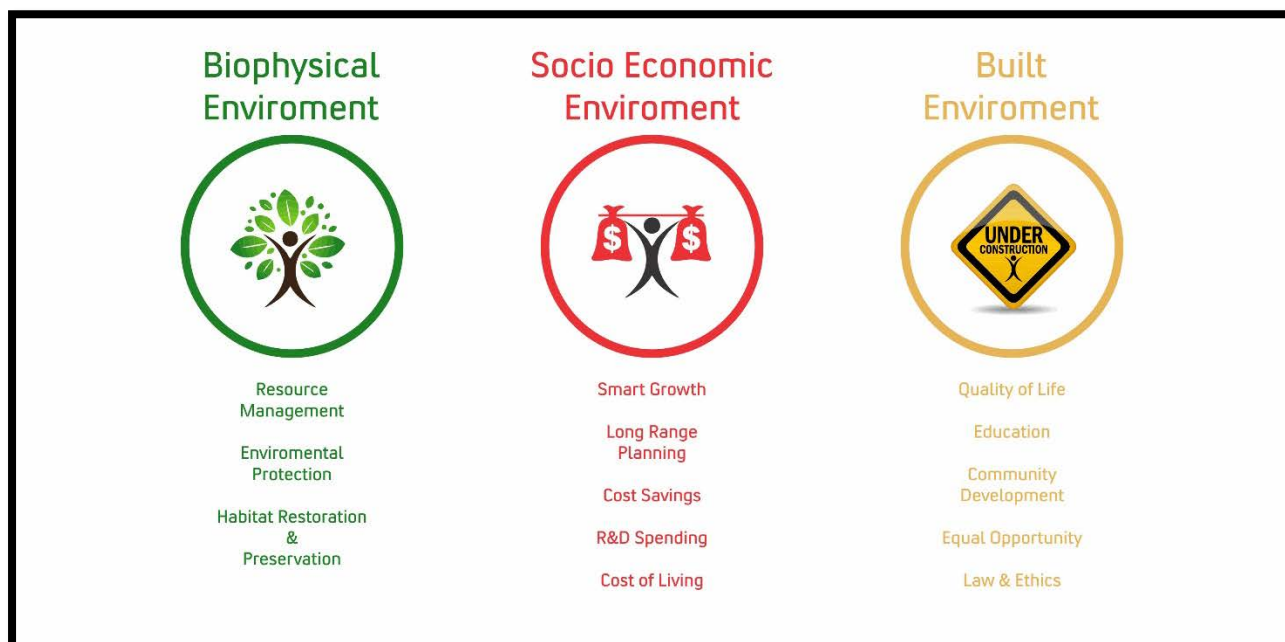 Biophysical
Enviroment
Resource
Management
Enviromental
Protection
Habitat Restoration
&
Preservation
Socio Economic
Enviroment
$ $
Smart Growth
Long Range
Planning
Cost Savings
R&D Spending
Cost of Living
Built
Enviroment
UNDER
CONSTRUCTION
Quality of Life
Education
Community
Development
Equal Opportunity
Law & Ethics